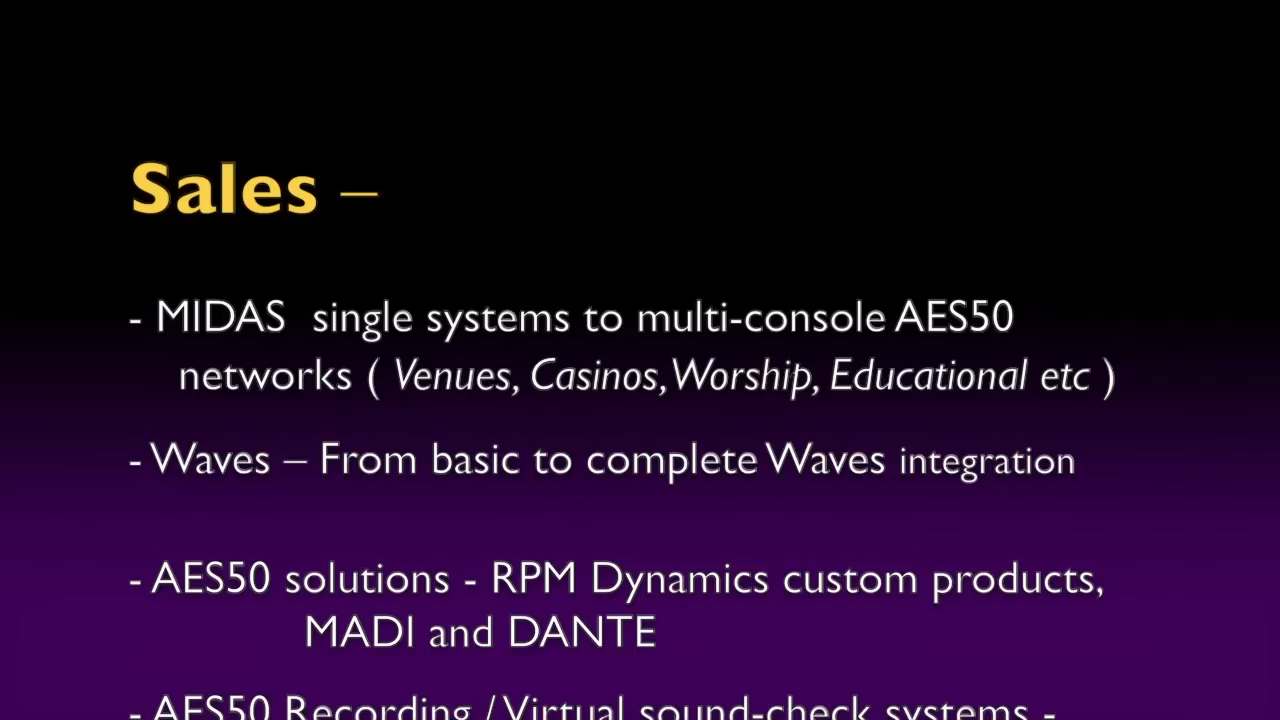 Sales –
- MIDAS  single systems to multi-console AES50
networks ( Venues, Casinos, Worship, Educational etc )
- Waves – From basic to complete Waves integration
- AES50 solutions - RPM Dynamics custom products,
MADI and DANTE
- AES50 Recording / Virtual sound-check systems -